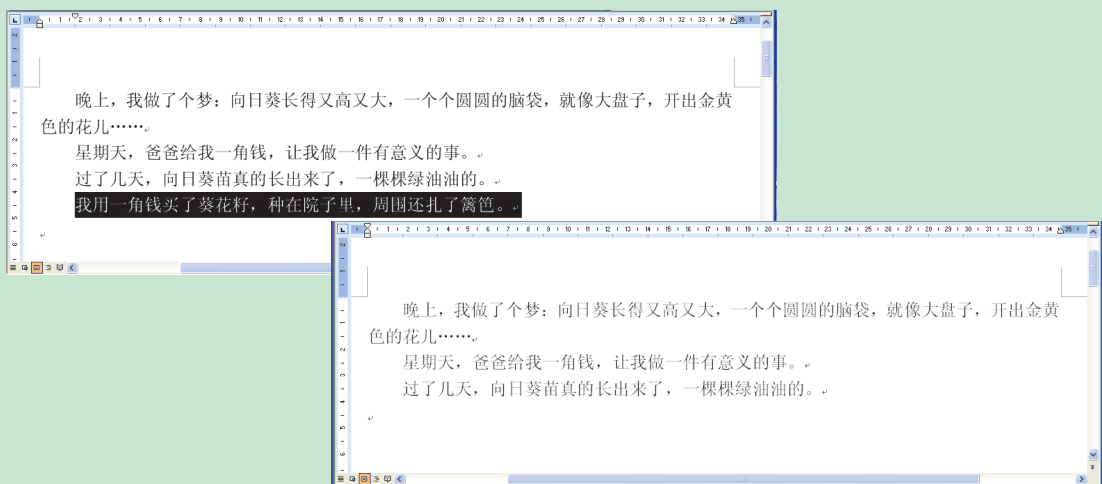 晚上，我做了个梦：向日葵长得又高又大，一个个圆圆的脑袋，就像大盘子，开出金黄
色的花儿……
星期天，爸爸给我一角钱，让我做一件有意义的事。
过了几天，向日葵苗真的长出来了，一棵棵绿油油的。
我用一角钱买了葵花籽，种在院子里，周围还扎了篱笆。
晚上，我做了个梦：向日葵长得又高又大，一个个圆圆的脑袋，就像大盘子，开出金黄
色的花儿……
星期天，爸爸给我一角钱，让我做一件有意义的事。
过了几天，向日葵苗真的长出来了，一棵棵绿油油的。